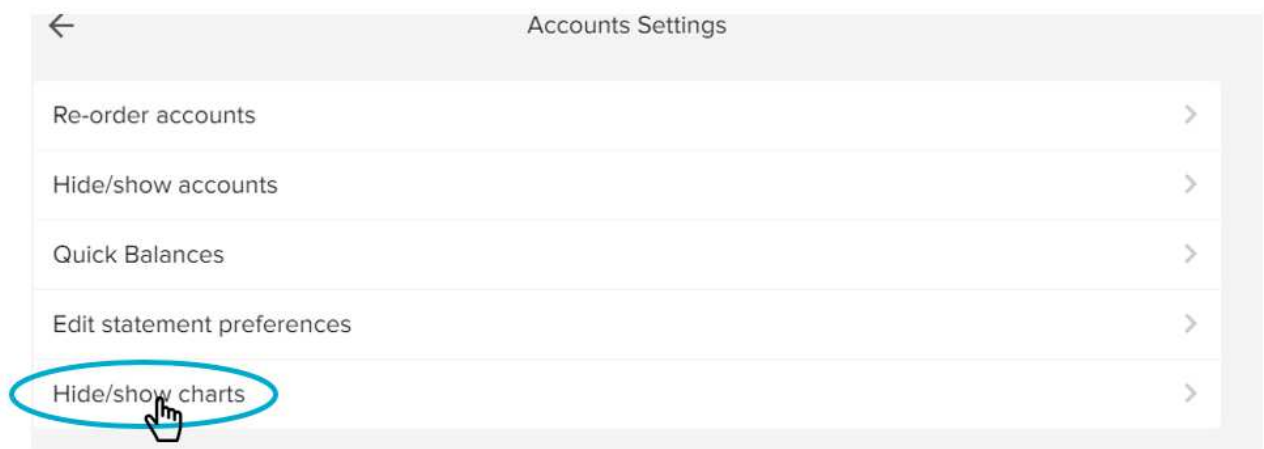 Accounts Settings
Re-order accounts
Hide/show accounts
Quick Balances
Edit statement preferences
Hide/show charts